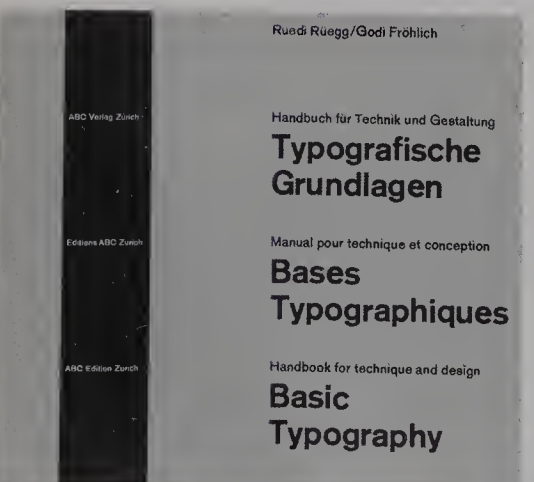 Ruedi Rüegg/Godi Fröhlich
ABC Verlag Zürich
Handbuch für Technik und Gestaltung
Typografische
Grundlagen
Editions ABC Zurich
Manual pour technique et conception
Bases
Typographiques
ABC Edition Zurich
Handbook for technique and design
Basic
Typography